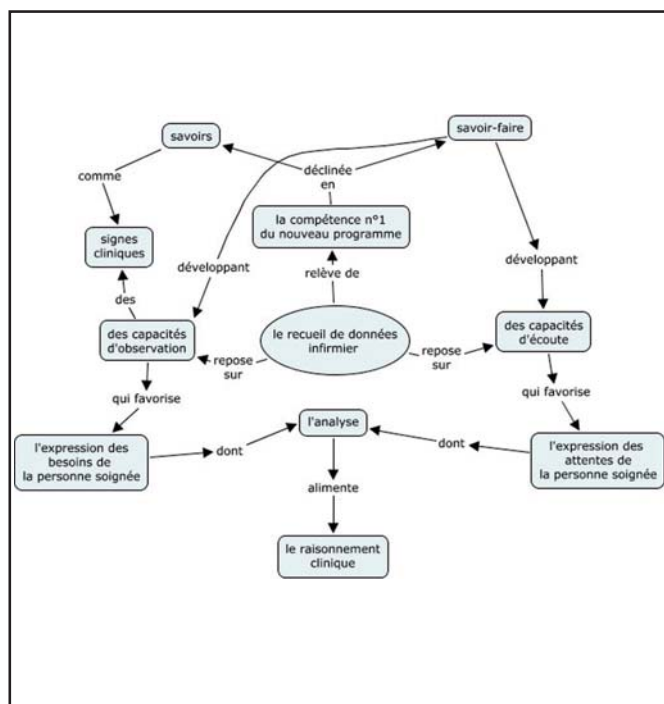 savoirs
savoir-faire
comme
déclinée
en
signes
cliniques
la compétence n°1
du nouveau programme
développant
relève de
développant
des
des capacités
d'observation
le recueil de données
infirmier
des capacités
d'écoute
repose
sur
repose
sur
qui favorise
qui favorise
l'analyse
l'expression des
besoins de
la personne soignée
dont
dont
l'expression des
attentes de
la personne soignée
alimente
le raisonnement
clinique